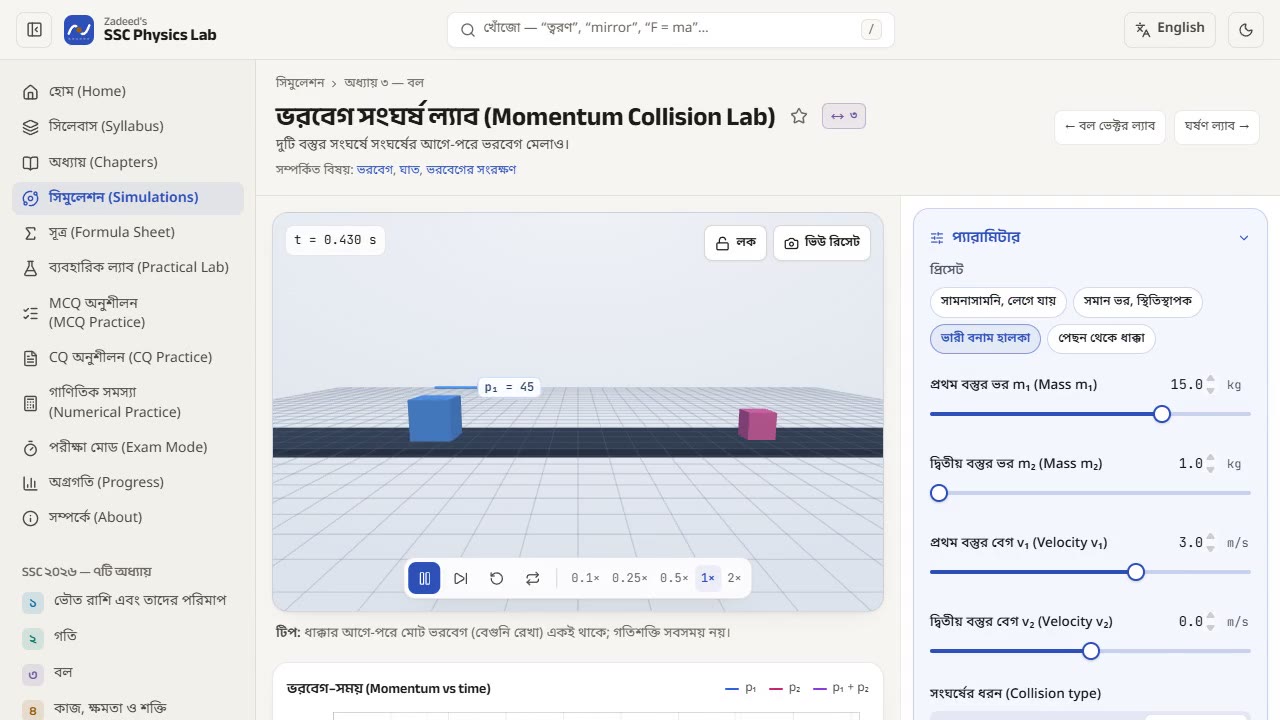 Zadeed's
SSC Physics Lab
খোঁজো — “ত্বরণ”, “mirror”, “F = ma”…
/
English
হোম (Home)
সিলেবাস (Syllabus)
অধ্যায় (Chapters)
সিমুলেশন (Simulations)
সূত্র (Formula Sheet)
ব্যবহারিক ল্যাব (Practical Lab)
MCQ অনুশীলন
(MCQ Practice)
CQ অনুশীলন (CQ Practice)
গাণিতিক সমস্যা
(Numerical Practice)
পরীক্ষা মোড (Exam Mode)
অগ্রগতি (Progress)
সম্পর্কে (About)
SSC ২০২৬ — ৭টি অধ্যায়
১ ভৌত রাশি এবং তাদের পরিমাপ
২ গতি
৩ বল
৪ কাজ, ক্ষমতা ও শক্তি
সিমুলেশন › অধ্যায় ৩ — বল
ভরবেগ সংঘর্ষ ল্যাব (Momentum Collision Lab)
↔ ৩
দুটি বস্তুর সংঘর্ষে সংঘর্ষের আগে-পরে ভরবেগ মেলাও।
সম্পর্কিত বিষয়: ভরবেগ, ঘাত, ভরবেগের সংরক্ষণ
← বল ভেক্টর ল্যাব
ঘর্ষণ ল্যাব →
t = 0.430 s
লক
ভিউ রিসেট
p₁ = 45
0.1× 0.25× 0.5× 1× 2×
টিপ: ধাক্কার আগে-পরে মোট ভরবেগ (বেগুনি রেখা) একই থাকে; গতিশক্তি সবসময় নয়।
ভরবেগ–সময় (Momentum vs time)
p₁ p₂ p₁ + p₂
প্যারামিটার
প্রিসেট
সামনাসামনি, লেগে যায়
সমান ভর, স্থিতিস্থাপক
ভারী বনাম হালকা
পেছন থেকে ধাক্কা
প্রথম বস্তুর ভর m₁ (Mass m₁) 15.0 kg
দ্বিতীয় বস্তুর ভর m₂ (Mass m₂) 1.0 kg
প্রথম বস্তুর বেগ v₁ (Velocity v₁) 3.0 m/s
দ্বিতীয় বস্তুর বেগ v₂ (Velocity v₂) 0.0 m/s
সংঘর্ষের ধরন (Collision type)